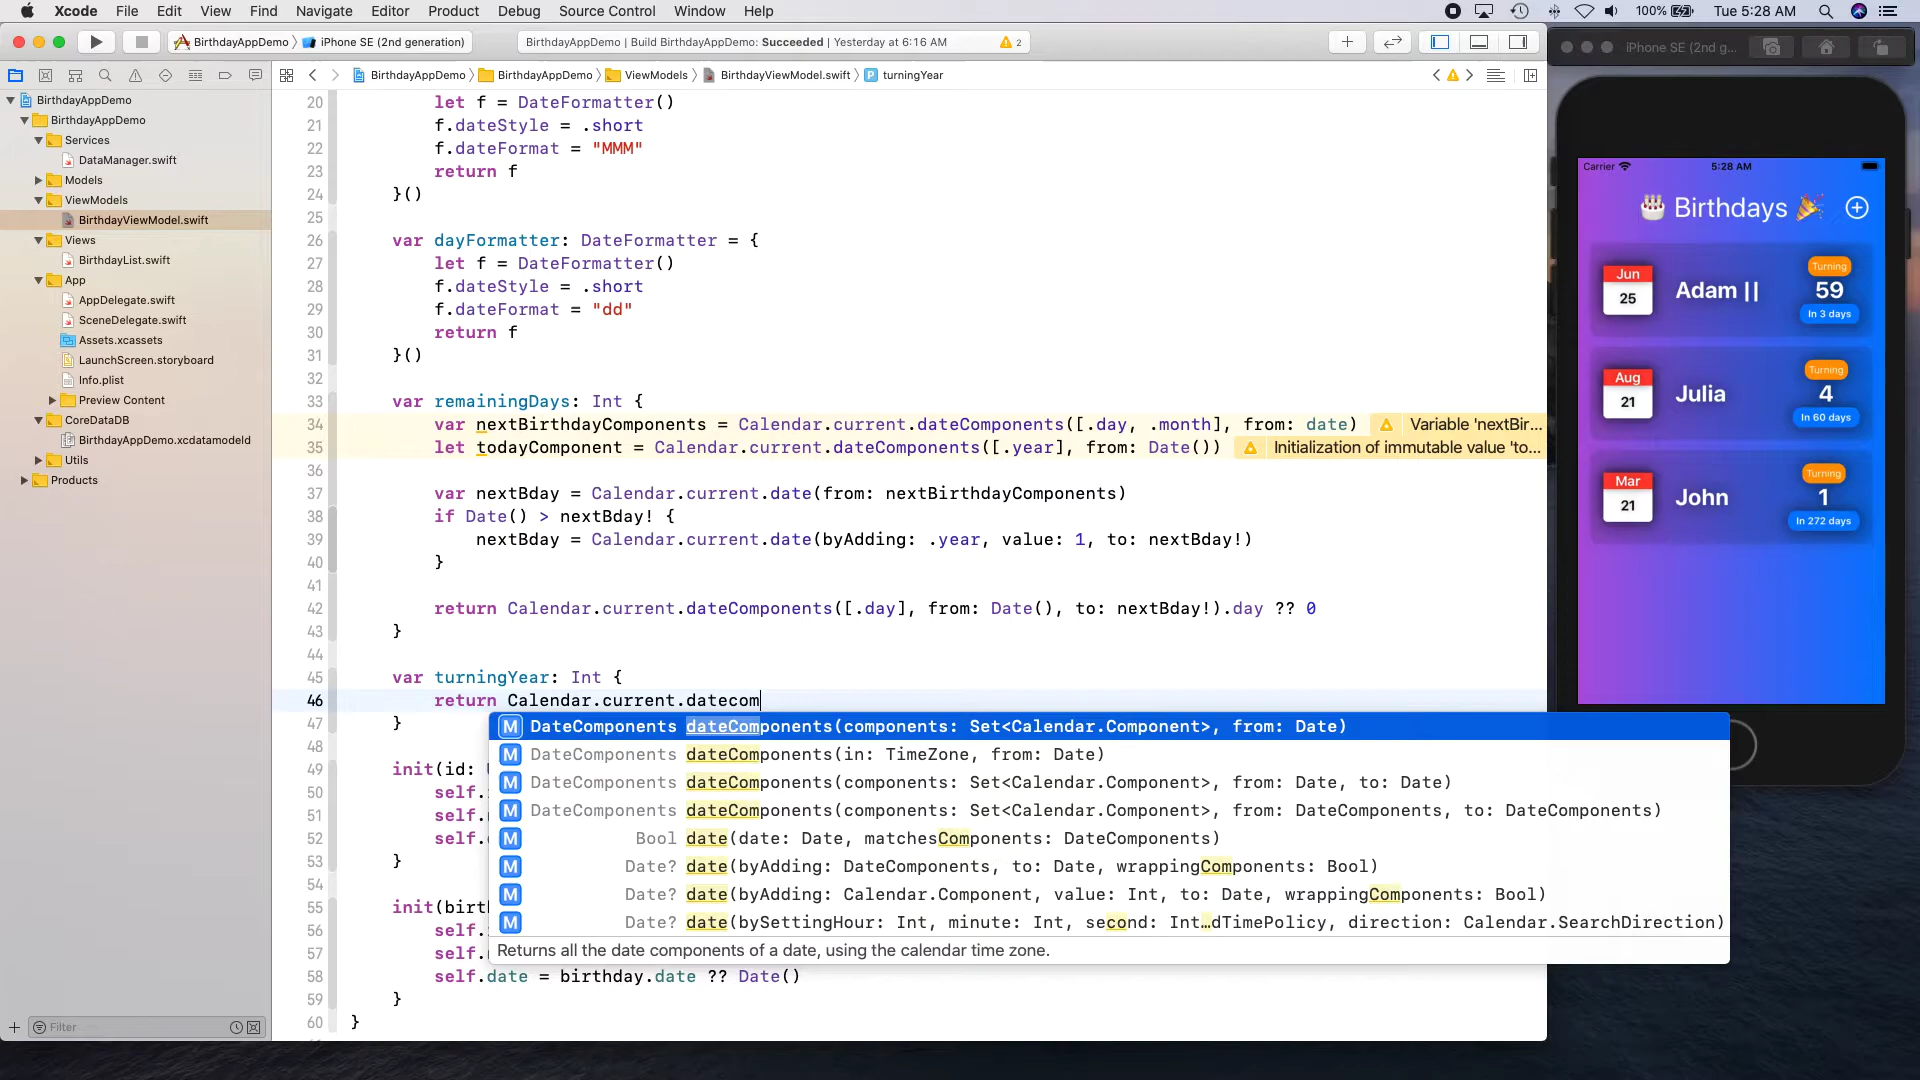 Xcode File Edit View Find Navigate Editor Product Debug Source Control Window Help
100% Tue 5:28 AM
BirthdayAppDemo iPhone SE (2nd generation)
BirthdayAppDemo | Build BirthdayAppDemo: Succeeded | Yesterday at 6:16 AM 2
iPhone SE (2nd g...
BirthdayAppDemo BirthdayAppDemo ViewModels BirthdayViewModel.swift P turningYear
BirthdayAppDemo
BirthdayAppDemo
Services
DataManager.swift
Models
ViewModels
BirthdayViewModel.swift
Views
BirthdayList.swift
App
AppDelegate.swift
SceneDelegate.swift
Assets.xcassets
LaunchScreen.storyboard
Info.plist
Preview Content
CoreDataDB
BirthdayAppDemo.xcdatamodeld
Utils
Products
Filter
20 let f = DateFormatter()
21 f.dateStyle = .short
22 f.dateFormat = "MMM"
23 return f
24 }()
25
26 var dayFormatter: DateFormatter = {
27 let f = DateFormatter()
28 f.dateStyle = .short
29 f.dateFormat = "dd"
30 return f
31 }()
32
33 var remainingDays: Int {
34 var nextBirthdayComponents = Calendar.current.dateComponents([.day, .month], from: date) Variable 'nextBir...
35 let todayComponent = Calendar.current.dateComponents([.year], from: Date()) Initialization of immutable value 'to...
36
37 var nextBday = Calendar.current.date(from: nextBirthdayComponents)
38 if Date() > nextBday! {
39 nextBday = Calendar.current.date(byAdding: .year, value: 1, to: nextBday!)
40 }
41
42 return Calendar.current.dateComponents([.day], from: Date(), to: nextBday!).day ?? 0
43 }
44
45 var turningYear: Int {
46 return Calendar.current.datecom
47 }
48
49 init(id:
50 self.
51 self.
52 self.
53 }
54
55 init(birt
56 self.
57 self.
58 self.date = birthday.date ?? Date()
59 }
60 }
M DateComponents dateComponents(components: Set<Calendar.Component>, from: Date)
M DateComponents dateComponents(in: TimeZone, from: Date)
M DateComponents dateComponents(components: Set<Calendar.Component>, from: Date, to: Date)
M DateComponents dateComponents(components: Set<Calendar.Component>, from: DateComponents, to: DateComponents)
M Bool date(date: Date, matchesComponents: DateComponents)
M Date? date(byAdding: DateComponents, to: Date, wrappingComponents: Bool)
M Date? date(byAdding: Calendar.Component, value: Int, to: Date, wrappingComponents: Bool)
M Date? date(bySettingHour: Int, minute: Int, second: Int…dTimePolicy, direction: Calendar.SearchDirection)
Returns all the date components of a date, using the calendar time zone.
Carrier 5:28 AM
🎂 Birthdays 🎉
Jun
25
Adam ||
Turning
59
In 3 days
Aug
21
Julia
Turning
4
In 60 days
Mar
21
John
Turning
1
In 272 days